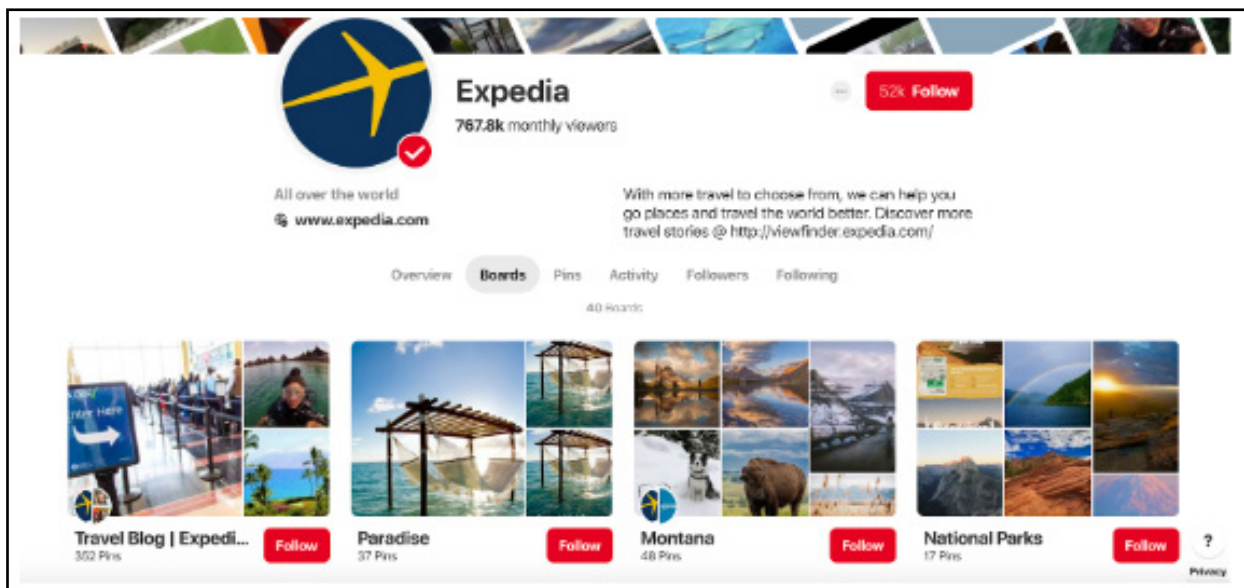 Expedia
767.8k monthly viewers
52k Follow
All over the world
www.expedia.com
With more travel to choose from, we can help you
go places and travel the world better. Discover more
travel stories @ http://viewfinder.expedia.com/
Overview Boards Pins Activity Followers Following
40 Boards
Enter Here
Travel Blog | Expedi...
352 Pins
Follow
Paradise
37 Pins
Follow
Montana
48 Pins
Follow
National Parks
17 Pins
Follow
?
Privacy